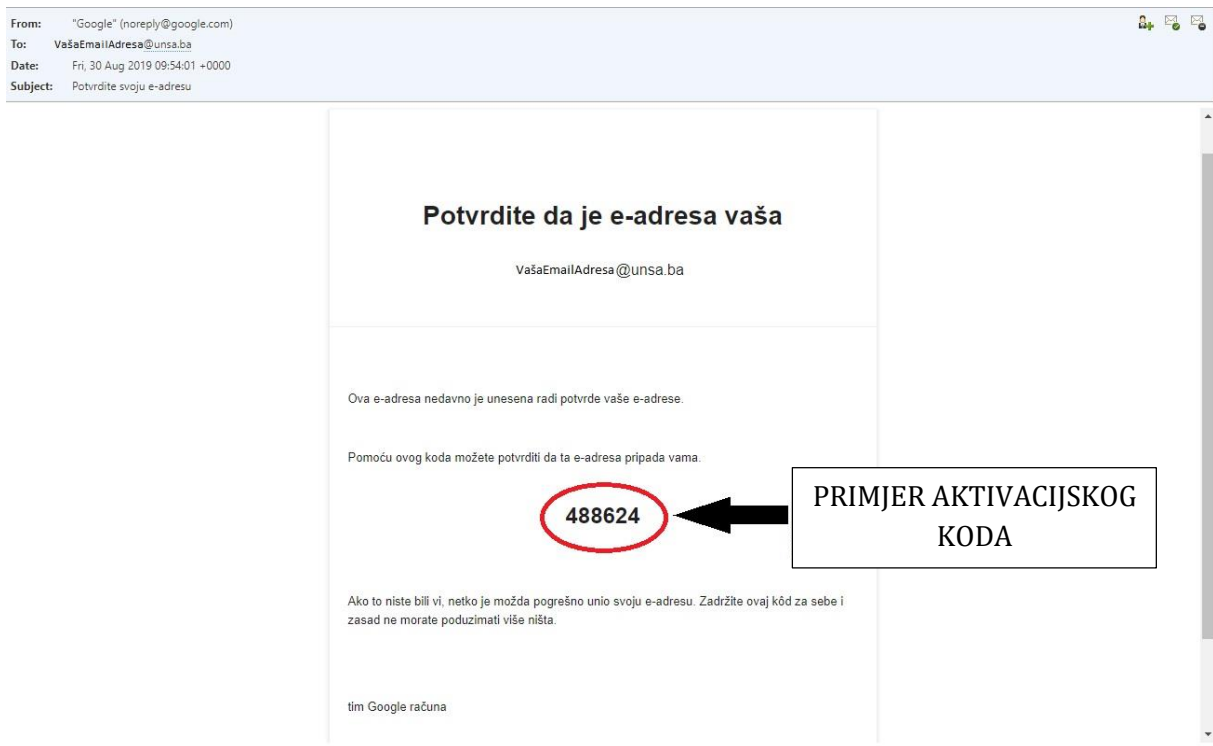 From: "Google" (noreply@google.com)
To: VašaEmailAdresa@unsa.ba
Date: Fri, 30 Aug 2019 09:54:01 +0000
Subject: Potvrdite svoju e-adresu
Potvrdite da je e-adresa vaša
VašaEmailAdresa@unsa.ba
Ova e-adresa nedavno je unesena radi potvrde vaše e-adrese.
Pomoću ovog koda možete potvrditi da ta e-adresa pripada vama.
488624
PRIMJER AKTIVACIJSKOG
KODA
Ako to niste bili vi, netko je možda pogrešno unio svoju e-adresu. Zadržite ovaj kôd za sebe i
zasad ne morate poduzimati više ništa.
tim Google računa